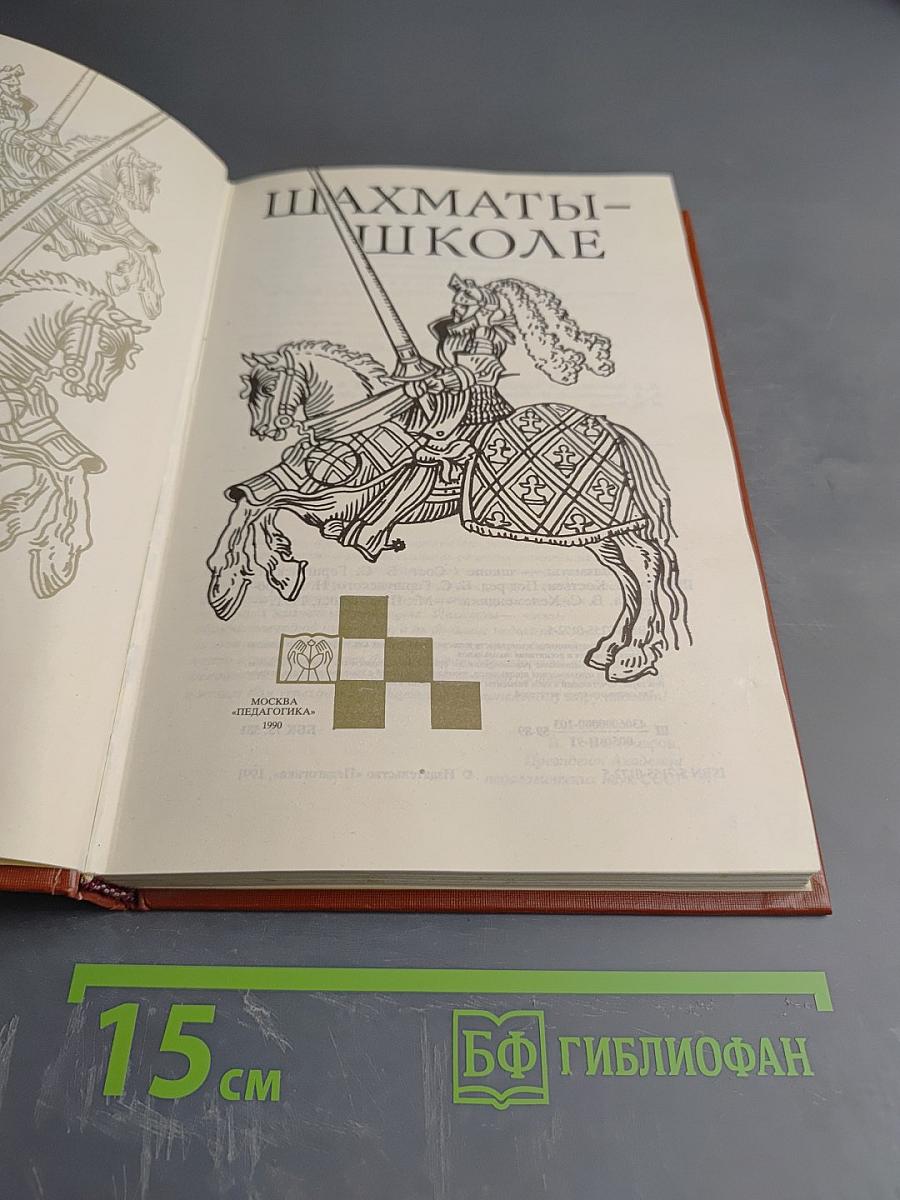 ШАХМАТЫ–
ШКОЛЕ
МОСКВА
«ПЕДАГОГИКА»
1990
15 см
БФ ГИБЛИОФАН